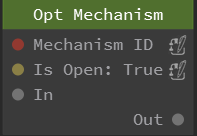 Opt Mechanism
Mechanism ID
Is Open: True
In
Out